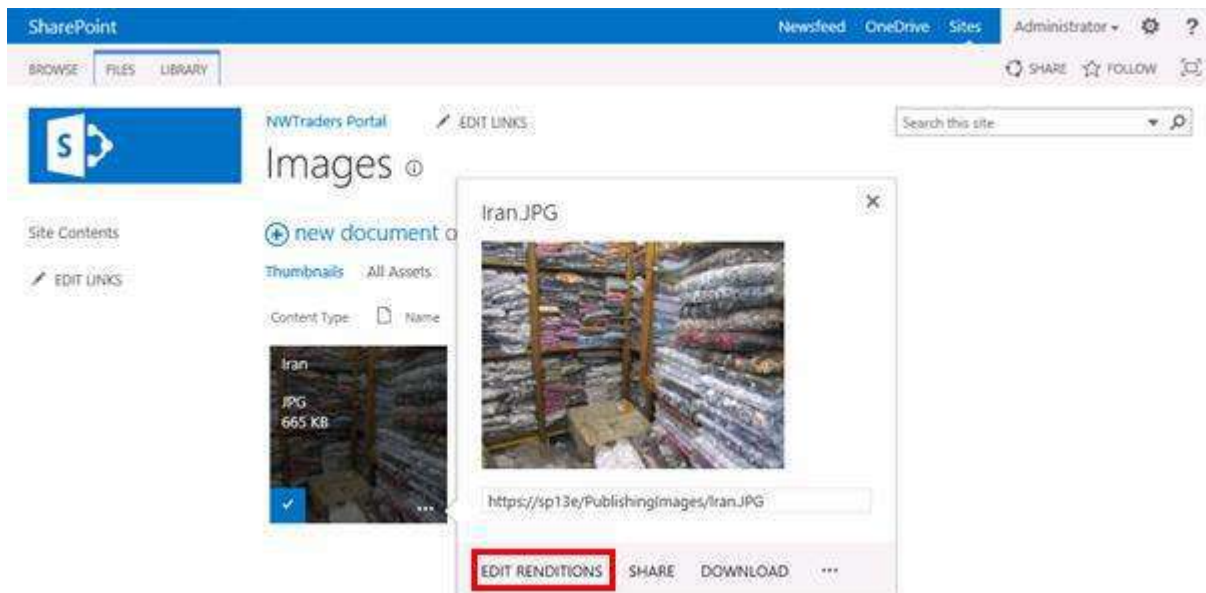 SharePoint
Newsfeed OneDrive Sites Administrator ?
BROWSE FILES LIBRARY
SHARE FOLLOW
S
NWTraders Portal EDIT LINKS
Search this site
Images
Iran.JPG
Site Contents
new document o
EDIT LINKS
Thumbnails All Assets
Content Type Name
Iran
JPG
665 KB
https://sp13e/PublishingImages/Iran.JPG
...
EDIT RENDITIONS SHARE DOWNLOAD ...